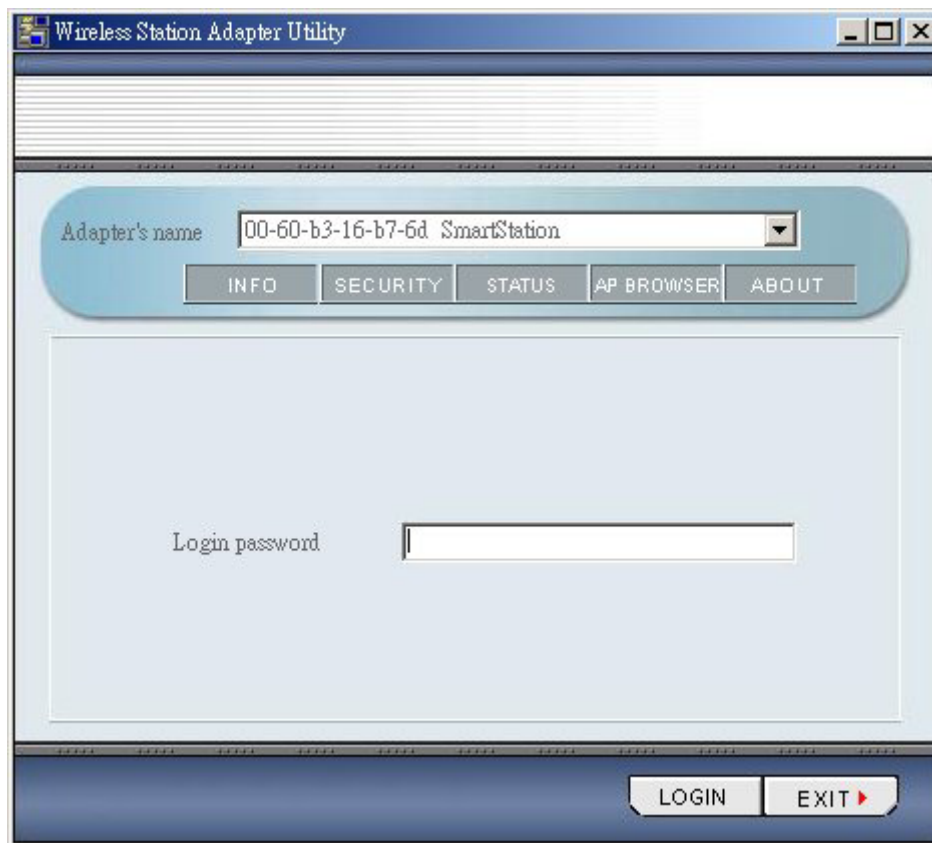 Wireless Station Adapter Utility
Adapter's name 00-60-b3-16-b7-6d SmartStation
INFO SECURITY STATUS AP BROWSER ABOUT
Login password
LOGIN EXIT